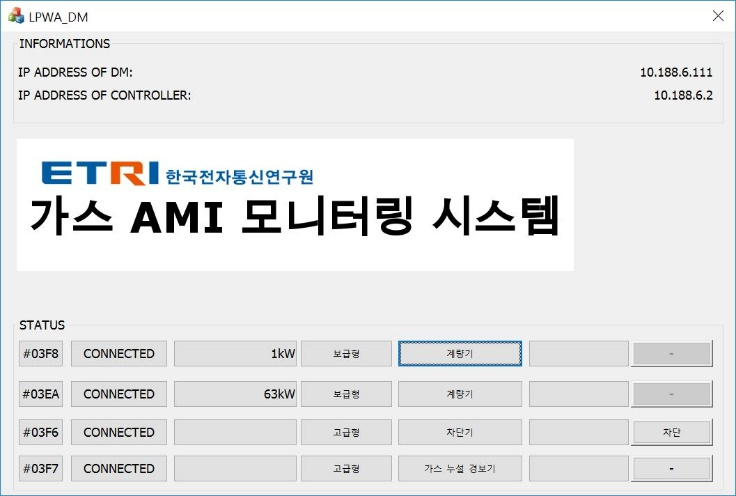 LPWA_DM
INFORMATIONS
IP ADDRESS OF DM: 10.188.6.111
IP ADDRESS OF CONTROLLER: 10.188.6.2
ETRI 한국전자통신연구원
가스 AMI 모니터링 시스템
STATUS
#03F8 CONNECTED 1kW 보급형 계량기 -
#03EA CONNECTED 63kW 보급형 계량기 -
#03F6 CONNECTED 고급형 차단기 차단
#03F7 CONNECTED 고급형 가스 누설 경보기 -